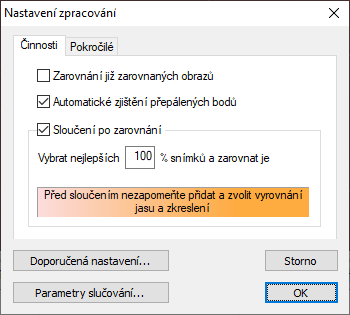 Nastavení zpracování
Činnosti
Pokročilé
Zarovnání již zarovnaných obrazů
Automatické zjištění přepálených bodů
Sloučení po zarovnání
Vybrat nejlepších 100 % snímků a zarovnat je
Před sloučením nezapomeňte přidat a zvolit vyrovnání
jasu a zkreslení
Doporučená nastavení...
Storno
Parametry slučování...
OK